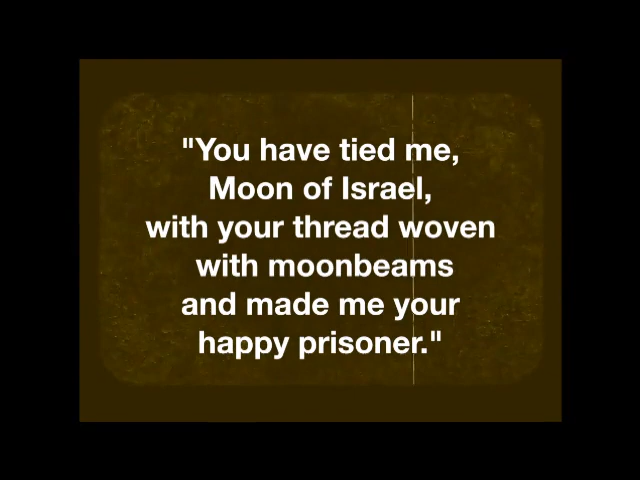 "You have tied me,
Moon of Israel,
with your thread woven
with moonbeams
and made me your
happy prisoner."